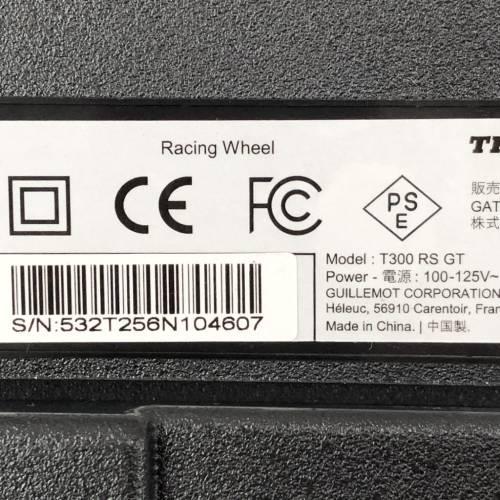 Racing Wheel
CE
FC
PS
E
販売
GAT
株式
Model : T300 RS GT
Power - 電源 : 100-125V~
GUILLEMOT CORPORATION
Héleuc, 56910 Carentoir, Fran
Made in China. | 中国製.
S/N:532T256N104607